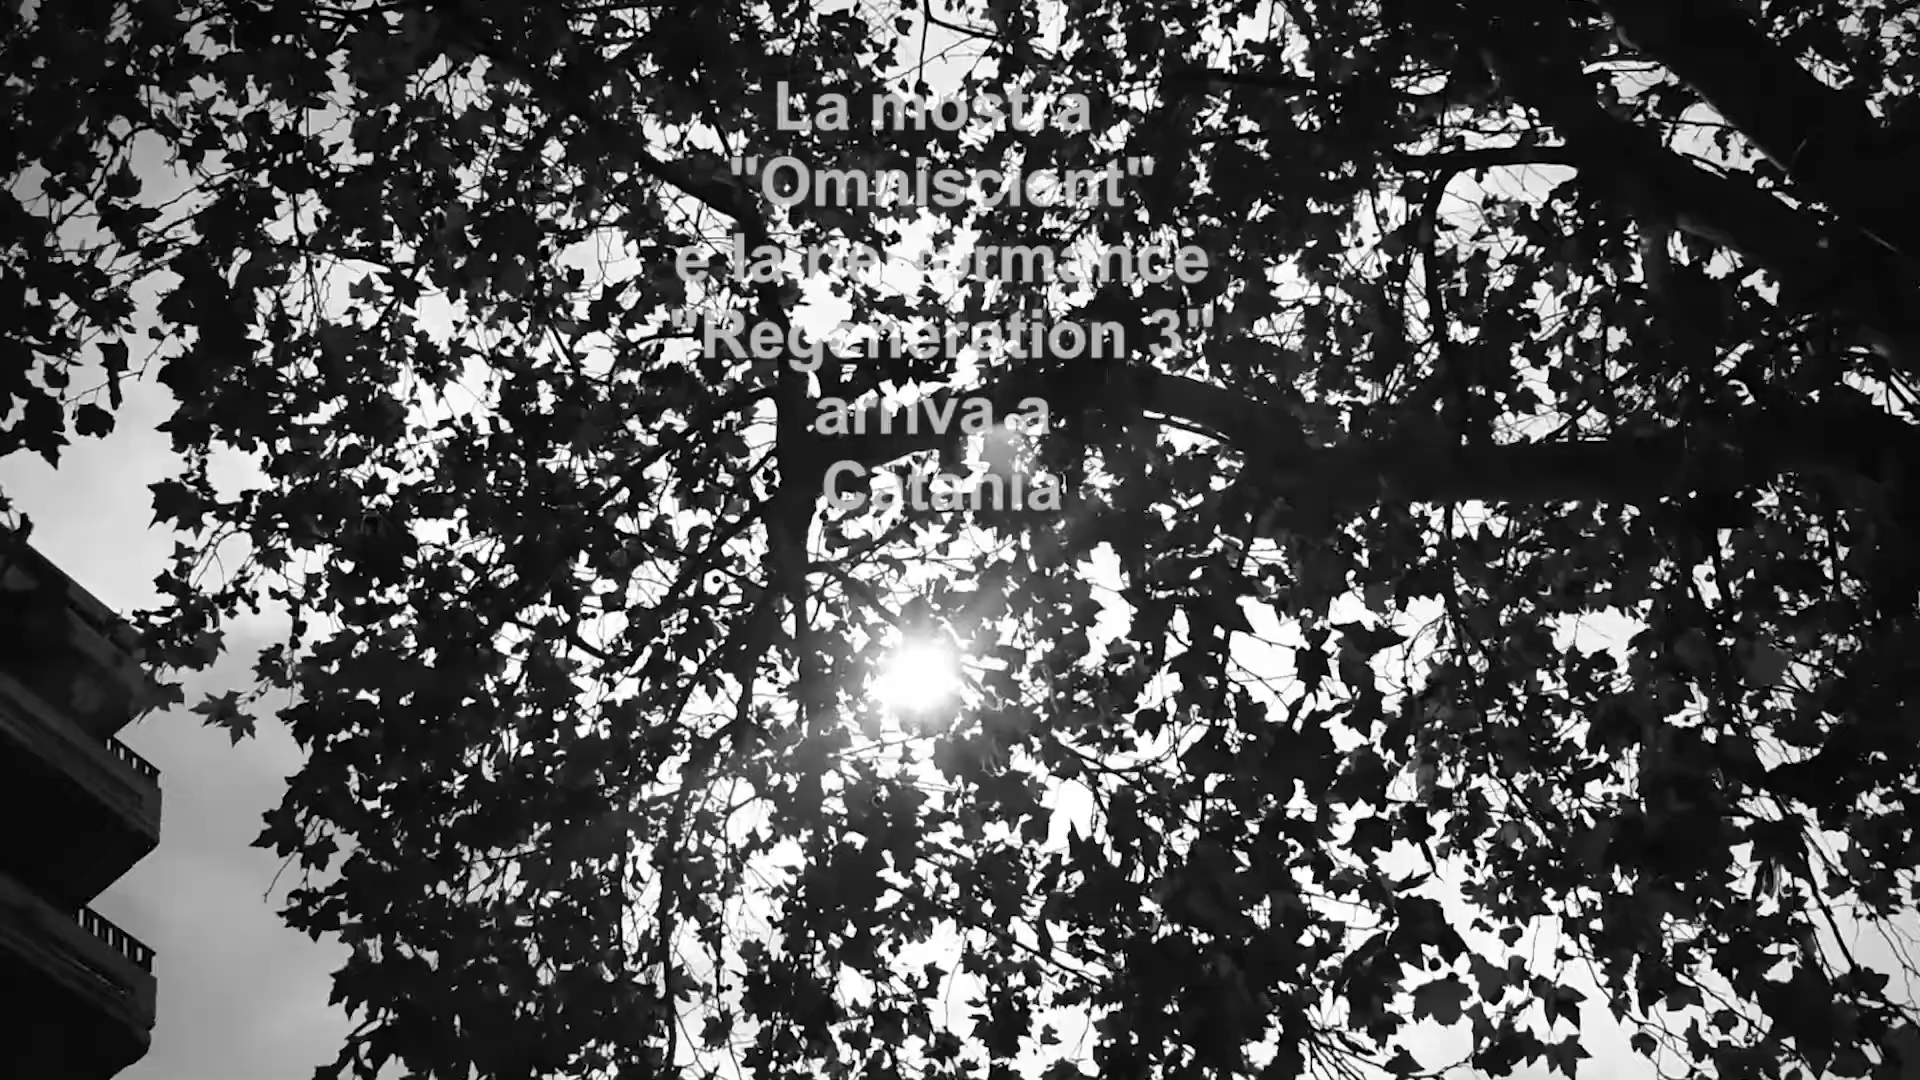 La mostra
"Omniscient"
e la performance
"Regeneration 3"
arriva a
Catania